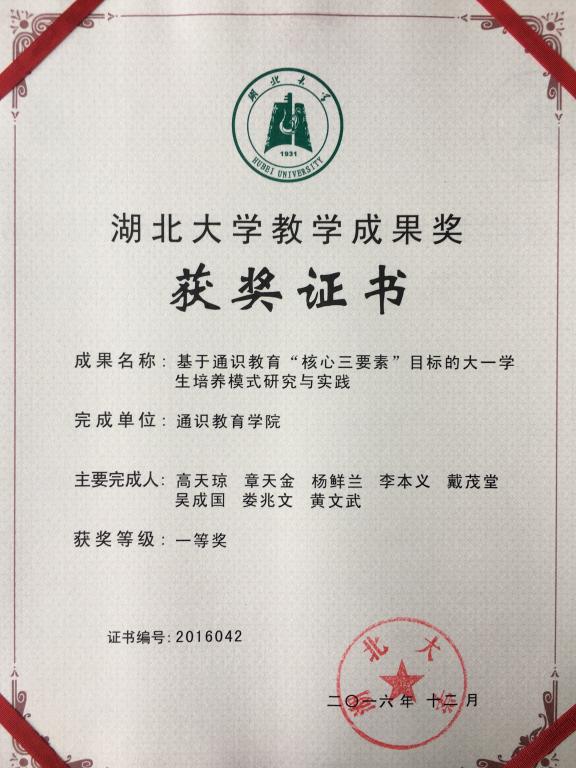 湖北大学
1931
HUBEI UNIVERSITY
湖北大学教学成果奖
获奖证书
成果名称：基于通识教育“核心三要素”目标的大一学
生培养模式研究与实践
完成单位：通识教育学院
主要完成人：高天琼 章天金 杨鲜兰 李本义 戴茂堂
吴成国 娄兆文 黄文武
获奖等级：一等奖
证书编号：2016042
湖北大学
二〇一六年 十二月